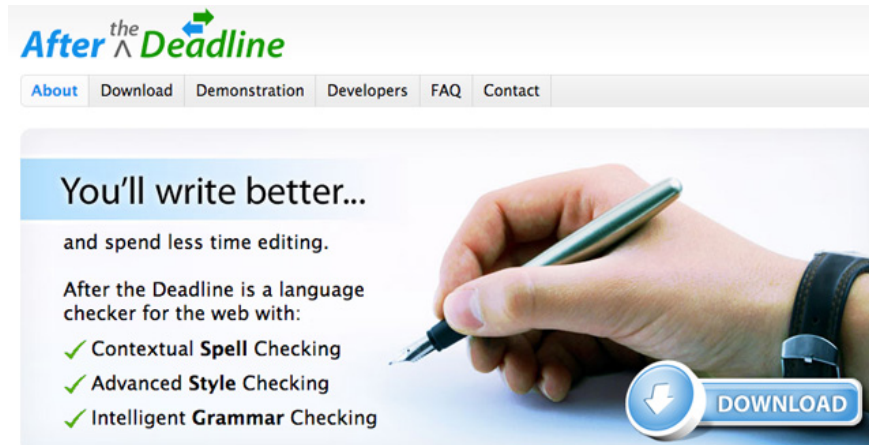 After the Deadline
About Download Demonstration Developers FAQ Contact
You'll write better...
and spend less time editing.
After the Deadline is a language
checker for the web with:
Contextual Spell Checking
Advanced Style Checking
Intelligent Grammar Checking
DOWNLOAD